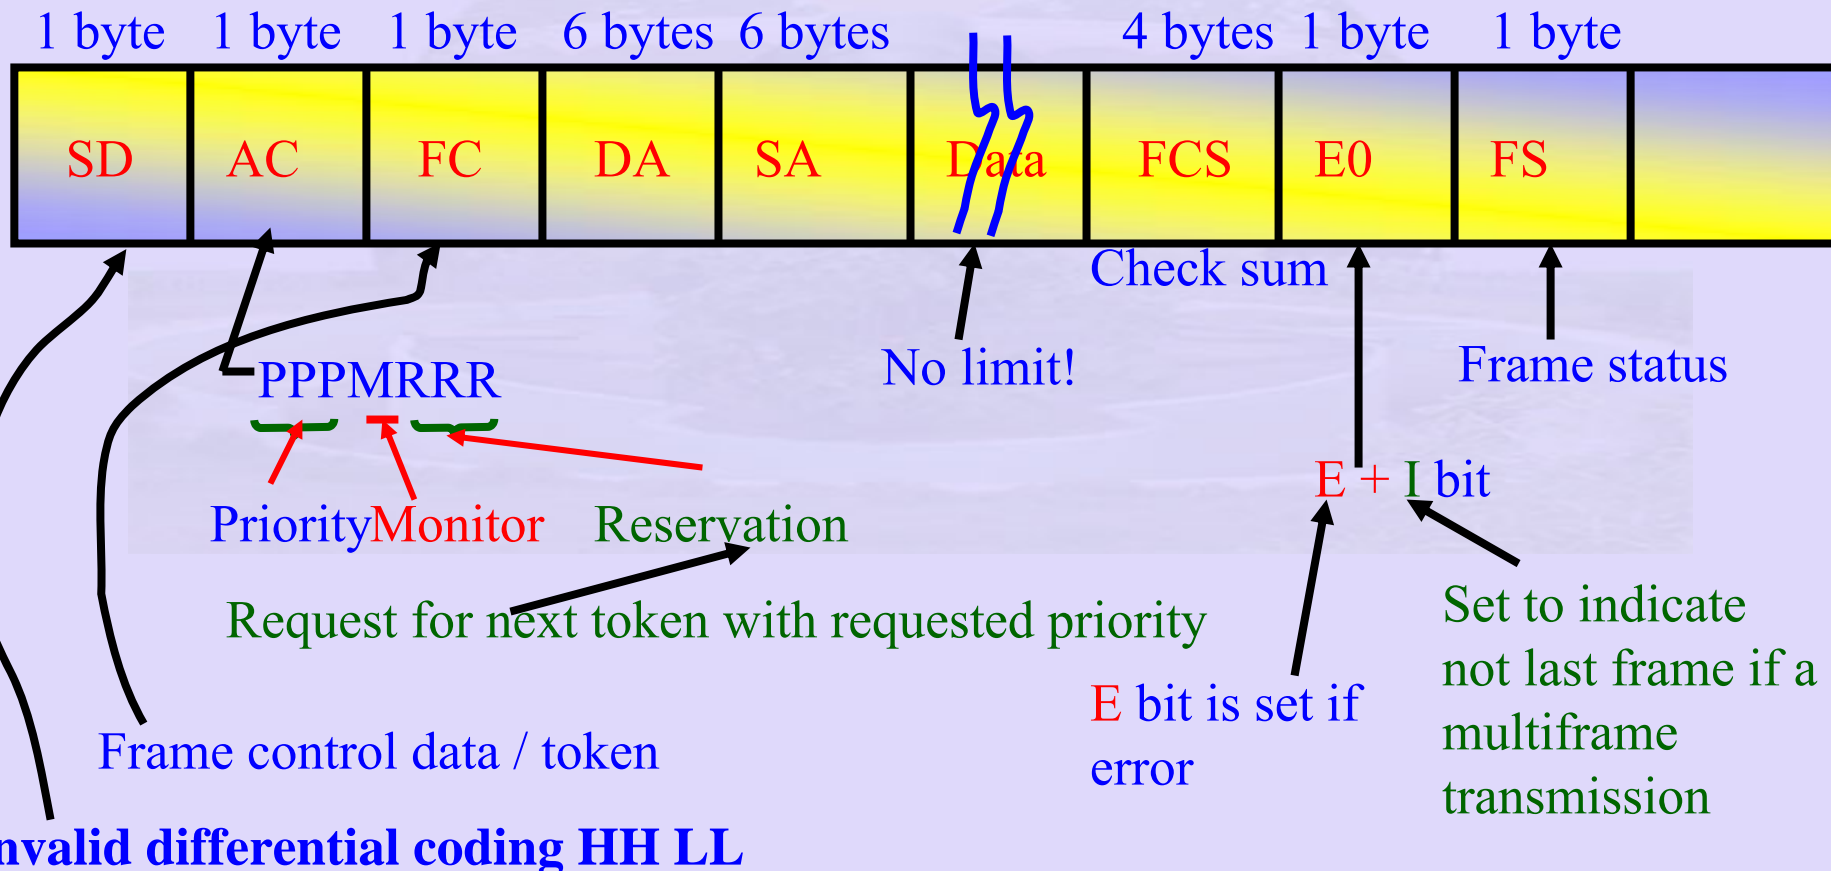 1 byte 1 byte 1 byte 6 bytes 6 bytes 4 bytes 1 byte 1 byte
SD AC FC DA SA Data FCS E0 FS
Check sum
No limit!
Frame status
PPPMRRR
E + I bit
Priority Monitor Reservation
Request for next token with requested priority
Set to indicate
not last frame if a
multiframe
transmission
E bit is set if
error
Frame control data / token
nvalid differential coding HH LL